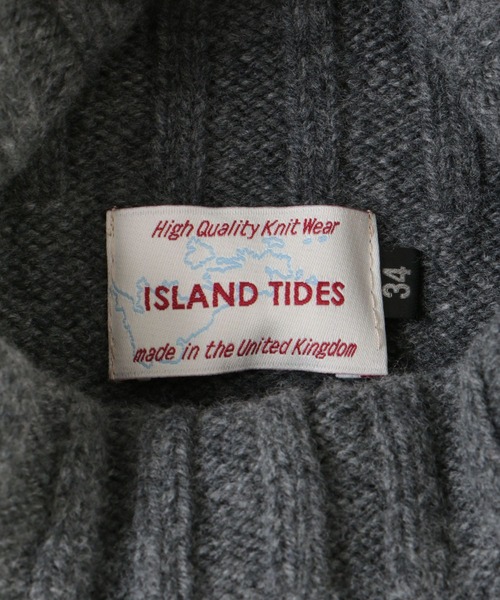 High Quality Knit Wear
ISLAND TIDES
made in the United Kingdom
34